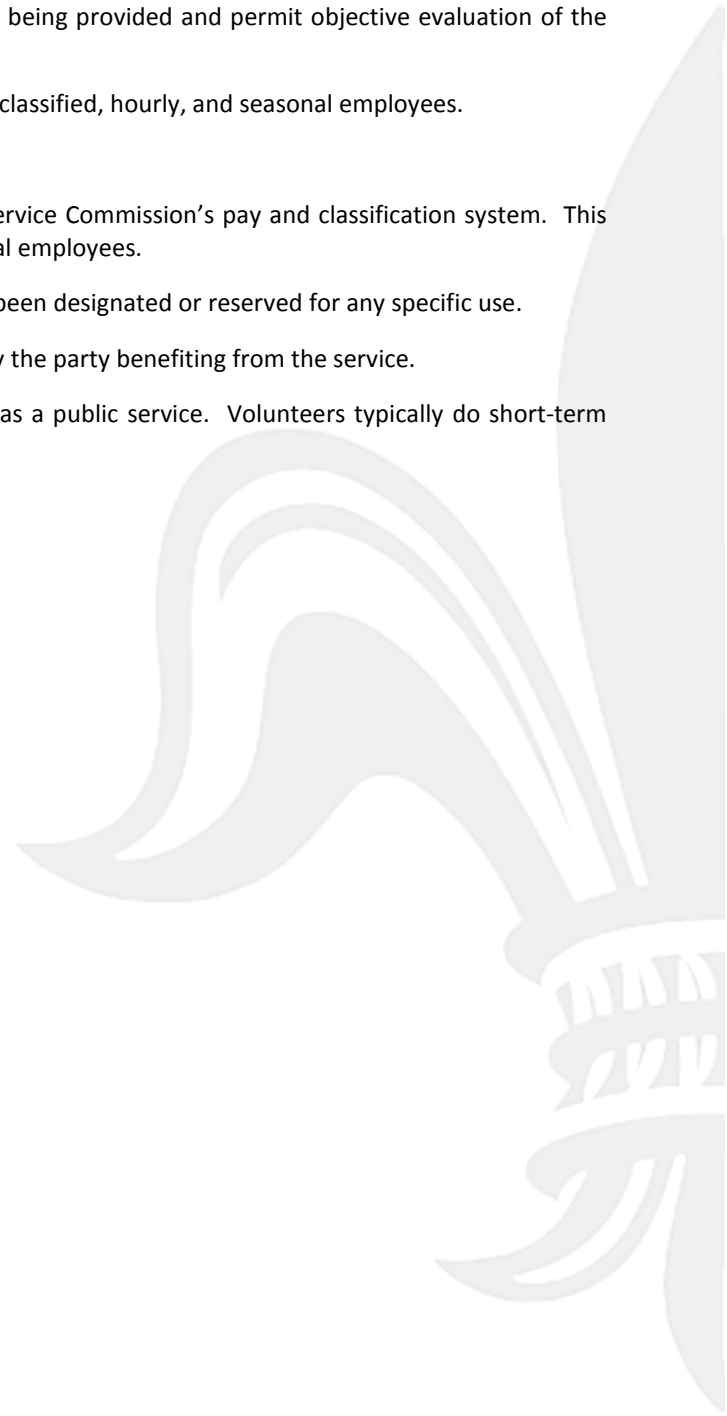 being provided and permit objective evaluation of the
classified, hourly, and seasonal employees.
ervice Commission’s pay and classification system. This
al employees.
been designated or reserved for any specific use.
y the party benefiting from the service.
as a public service. Volunteers typically do short-term